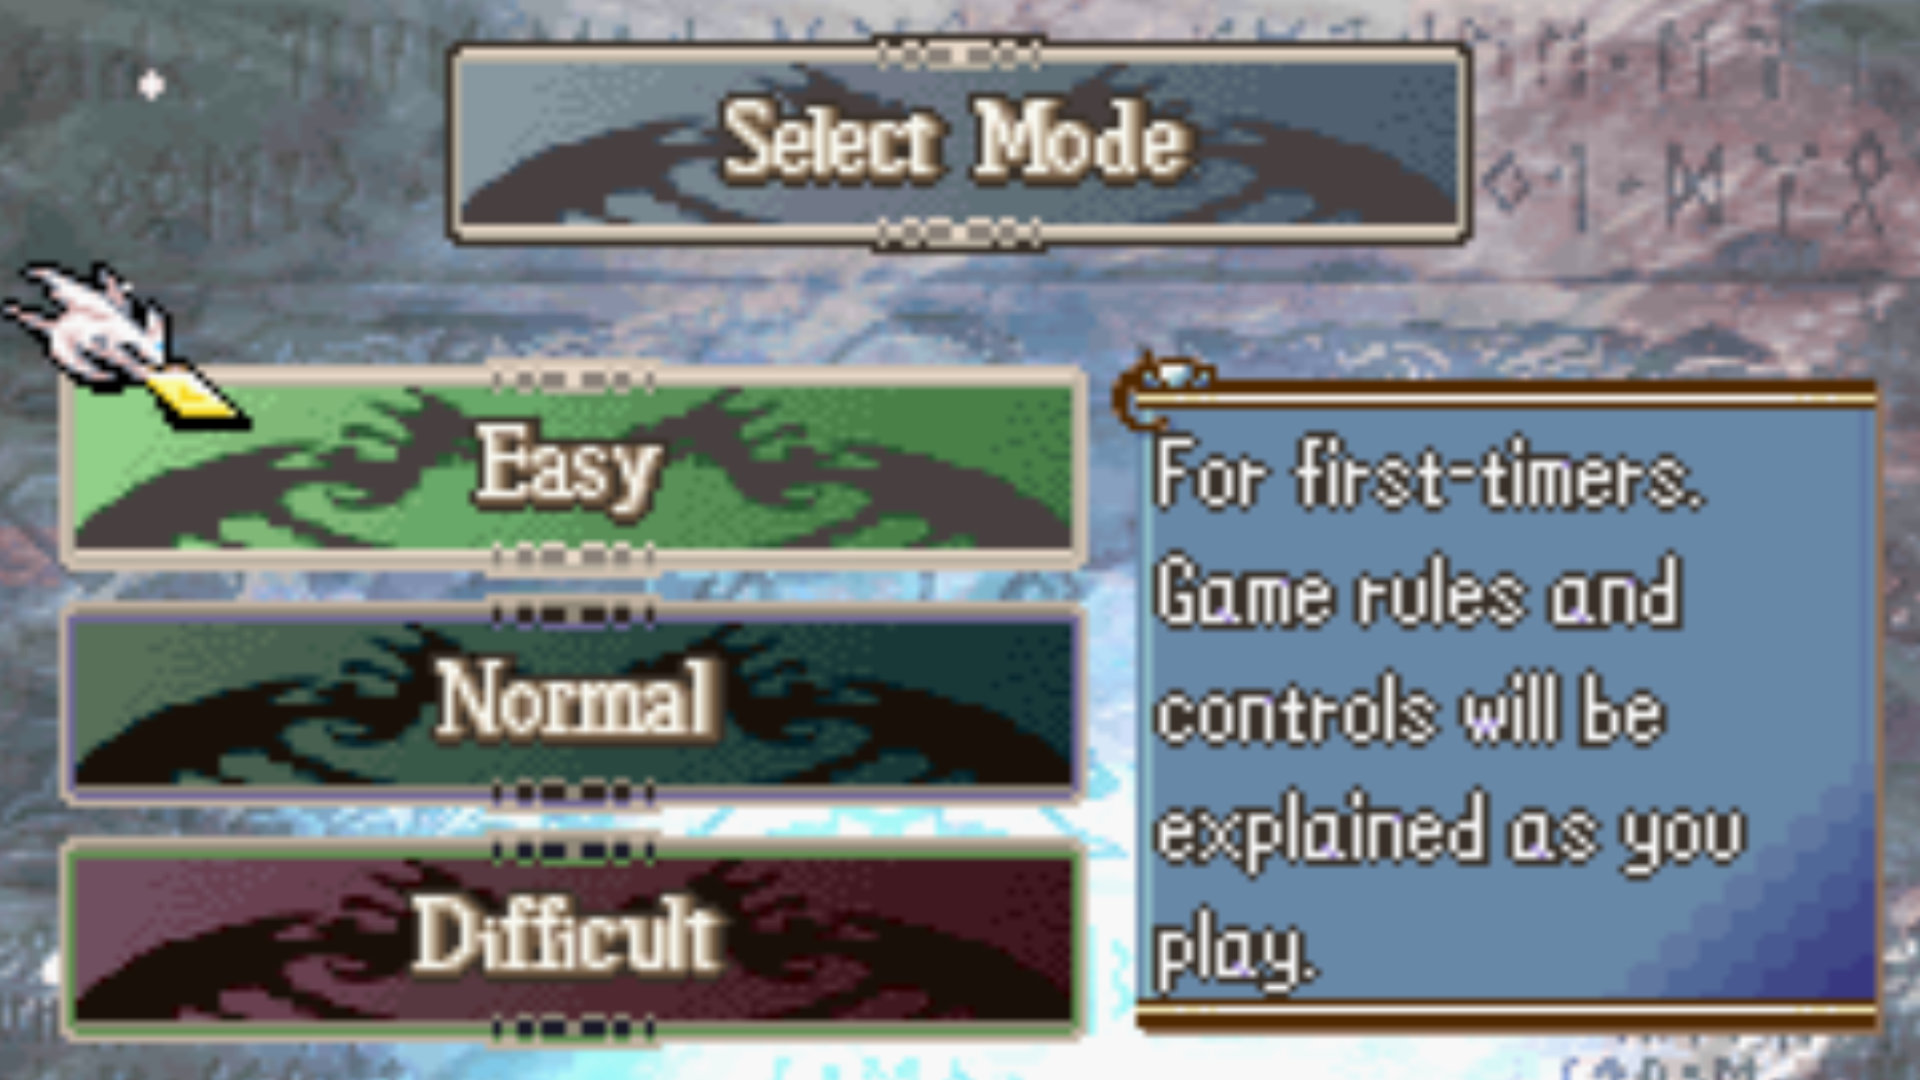 Select Mode
Easy
Normal
Difficult
For first-timers.
Game rules and
controls will be
explained as you
play.